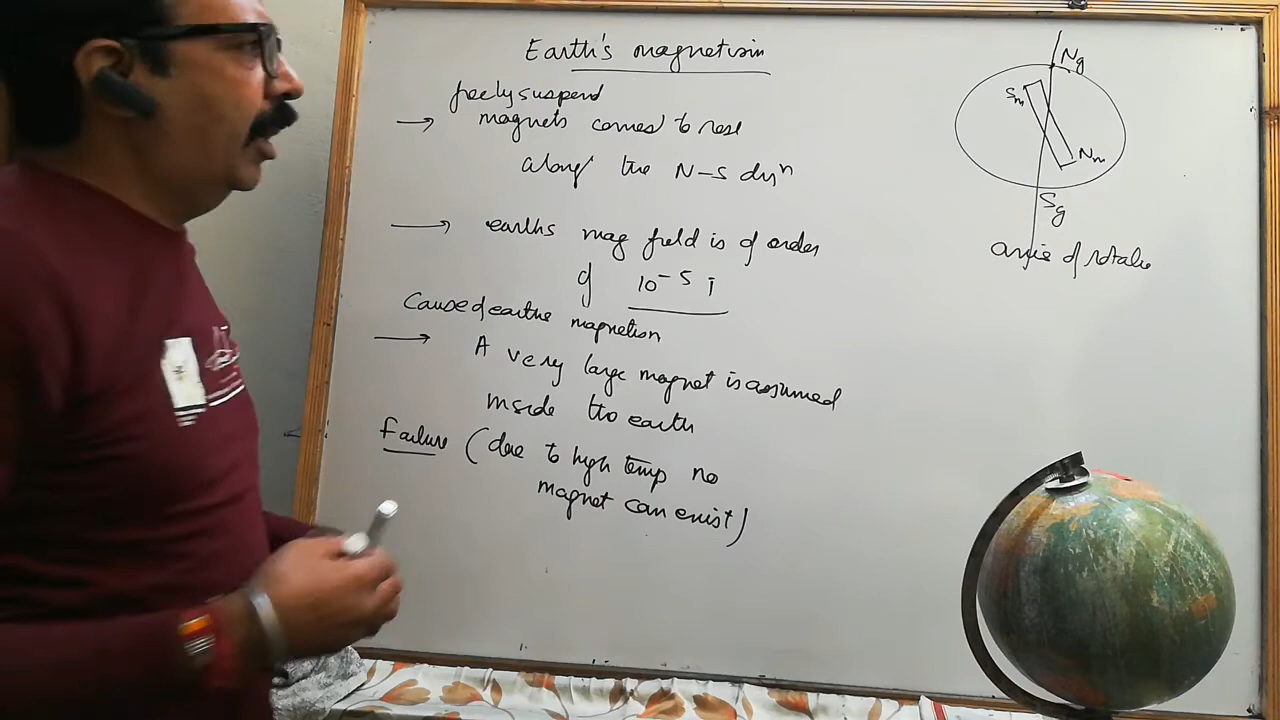 Earth's magnetism
freely suspend
→ magnets comes to rest
along the N-S dirⁿ
→ earths mag field is of order
of 10⁻⁵ T
Cause of earths magnetism
→ A very large magnet is assumed
inside the earth
Failure (due to high temp no
magnet can exist)
Ng
Sm
Nm
Sg
axis of rotatio